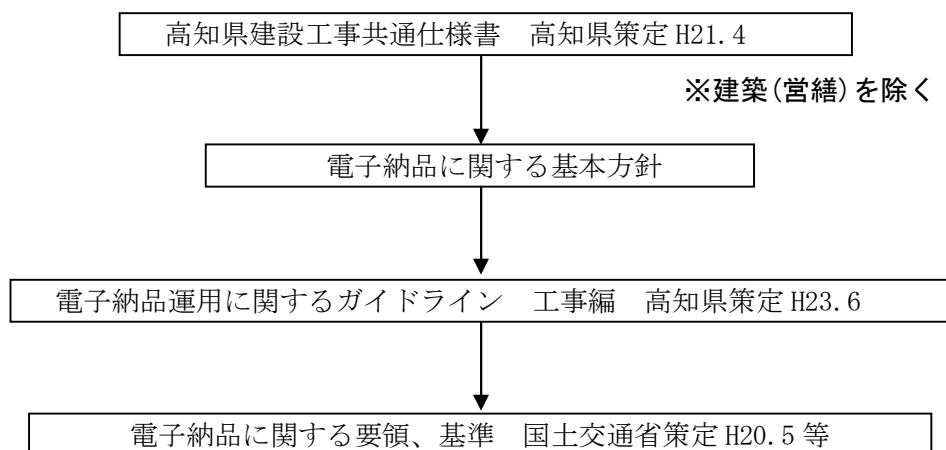 高知県建設工事共通仕様書　高知県策定 H21.4
※建築(営繕)を除く
電子納品に関する基本方針
電子納品運用に関するガイドライン　工事編　高知県策定 H23.6
電子納品に関する要領、基準　国土交通省策定 H20.5 等